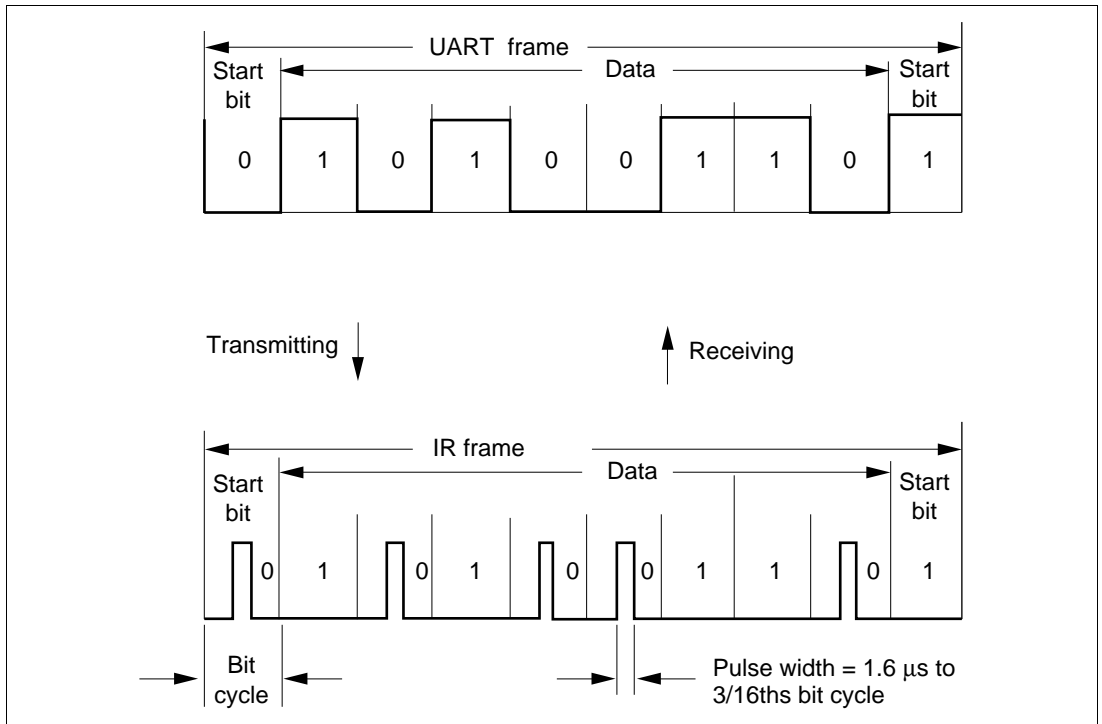 UART frame
Start bit
Data
Start bit
0 1 0 1 0 0 1 1 0 1
Transmitting
Receiving
IR frame
Start bit
Data
Start bit
0 1 0 1 0 0 1 1 0 1
Bit cycle
Pulse width = 1.6 μs to
3/16ths bit cycle